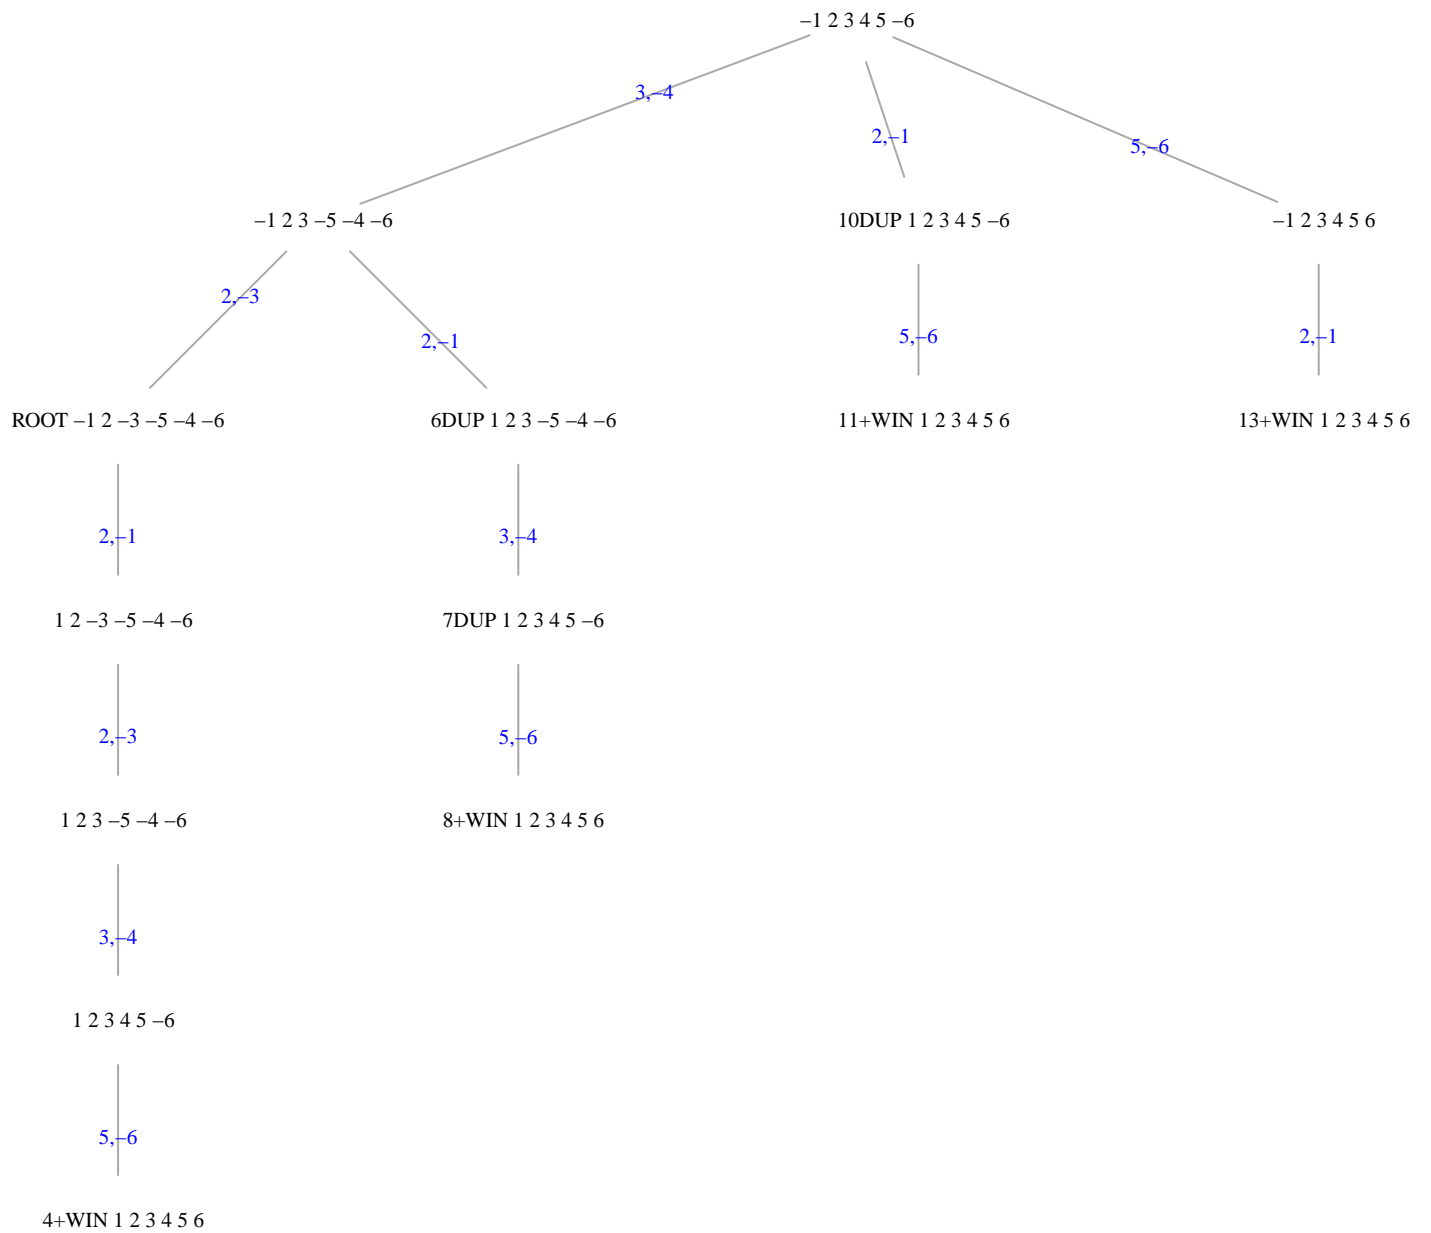 –1 2 3 4 5 –6
3,–4
2,–1
5,–6
–1 2 3 –5 –4 –6
10DUP 1 2 3 4 5 –6
–1 2 3 4 5 6
2,–3
2,–1
5,–6
2,–1
ROOT –1 2 –3 –5 –4 –6
6DUP 1 2 3 –5 –4 –6
11+WIN 1 2 3 4 5 6
13+WIN 1 2 3 4 5 6
2,–1
3,–4
1 2 –3 –5 –4 –6
7DUP 1 2 3 4 5 –6
2,–3
5,–6
1 2 3 –5 –4 –6
8+WIN 1 2 3 4 5 6
3,–4
1 2 3 4 5 –6
5,–6
4+WIN 1 2 3 4 5 6